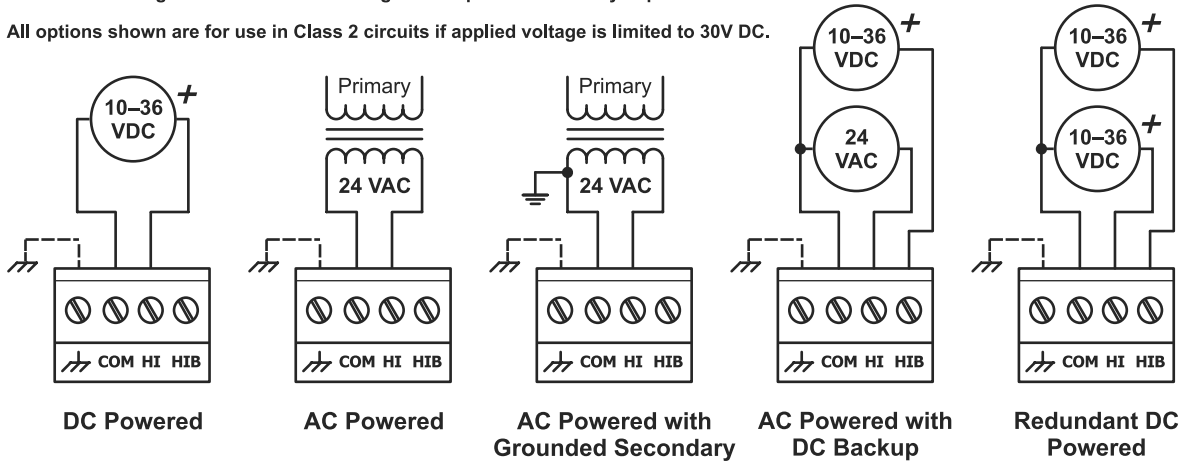 All options shown are for use in Class 2 circuits if applied voltage is limited to 30V DC.
10–36
VDC
+
COM HI HIB
DC Powered
Primary
24 VAC
COM HI HIB
AC Powered
Primary
24 VAC
COM HI HIB
AC Powered with
Grounded Secondary
10–36
VDC
+
24
VAC
COM HI HIB
AC Powered with
DC Backup
10–36
VDC
+
10–36
VDC
+
COM HI HIB
Redundant DC
Powered